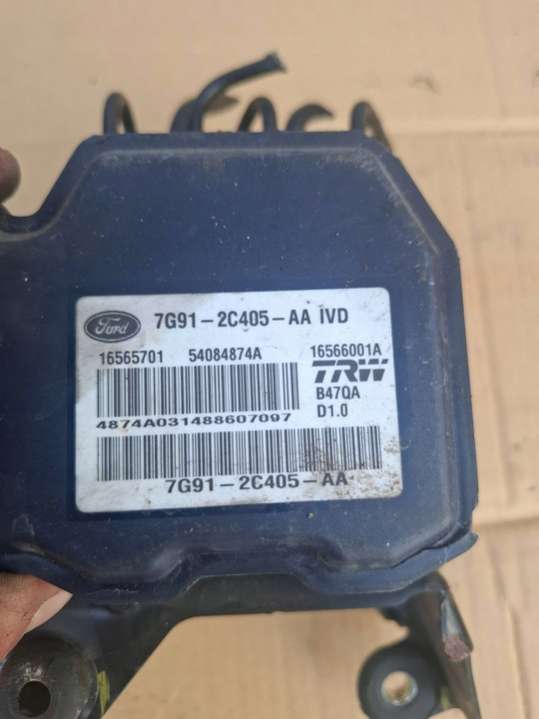 Ford 7G91-2C405-AA IVD
16565701 54084874A 16566001A
TRW
B47QA
4874A031488607097 D1.0
7G91-2C405-AA